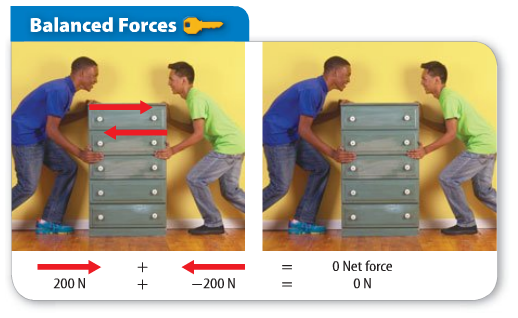 Balanced Forces
+ = 0 Net force
200 N + −200 N = 0 N